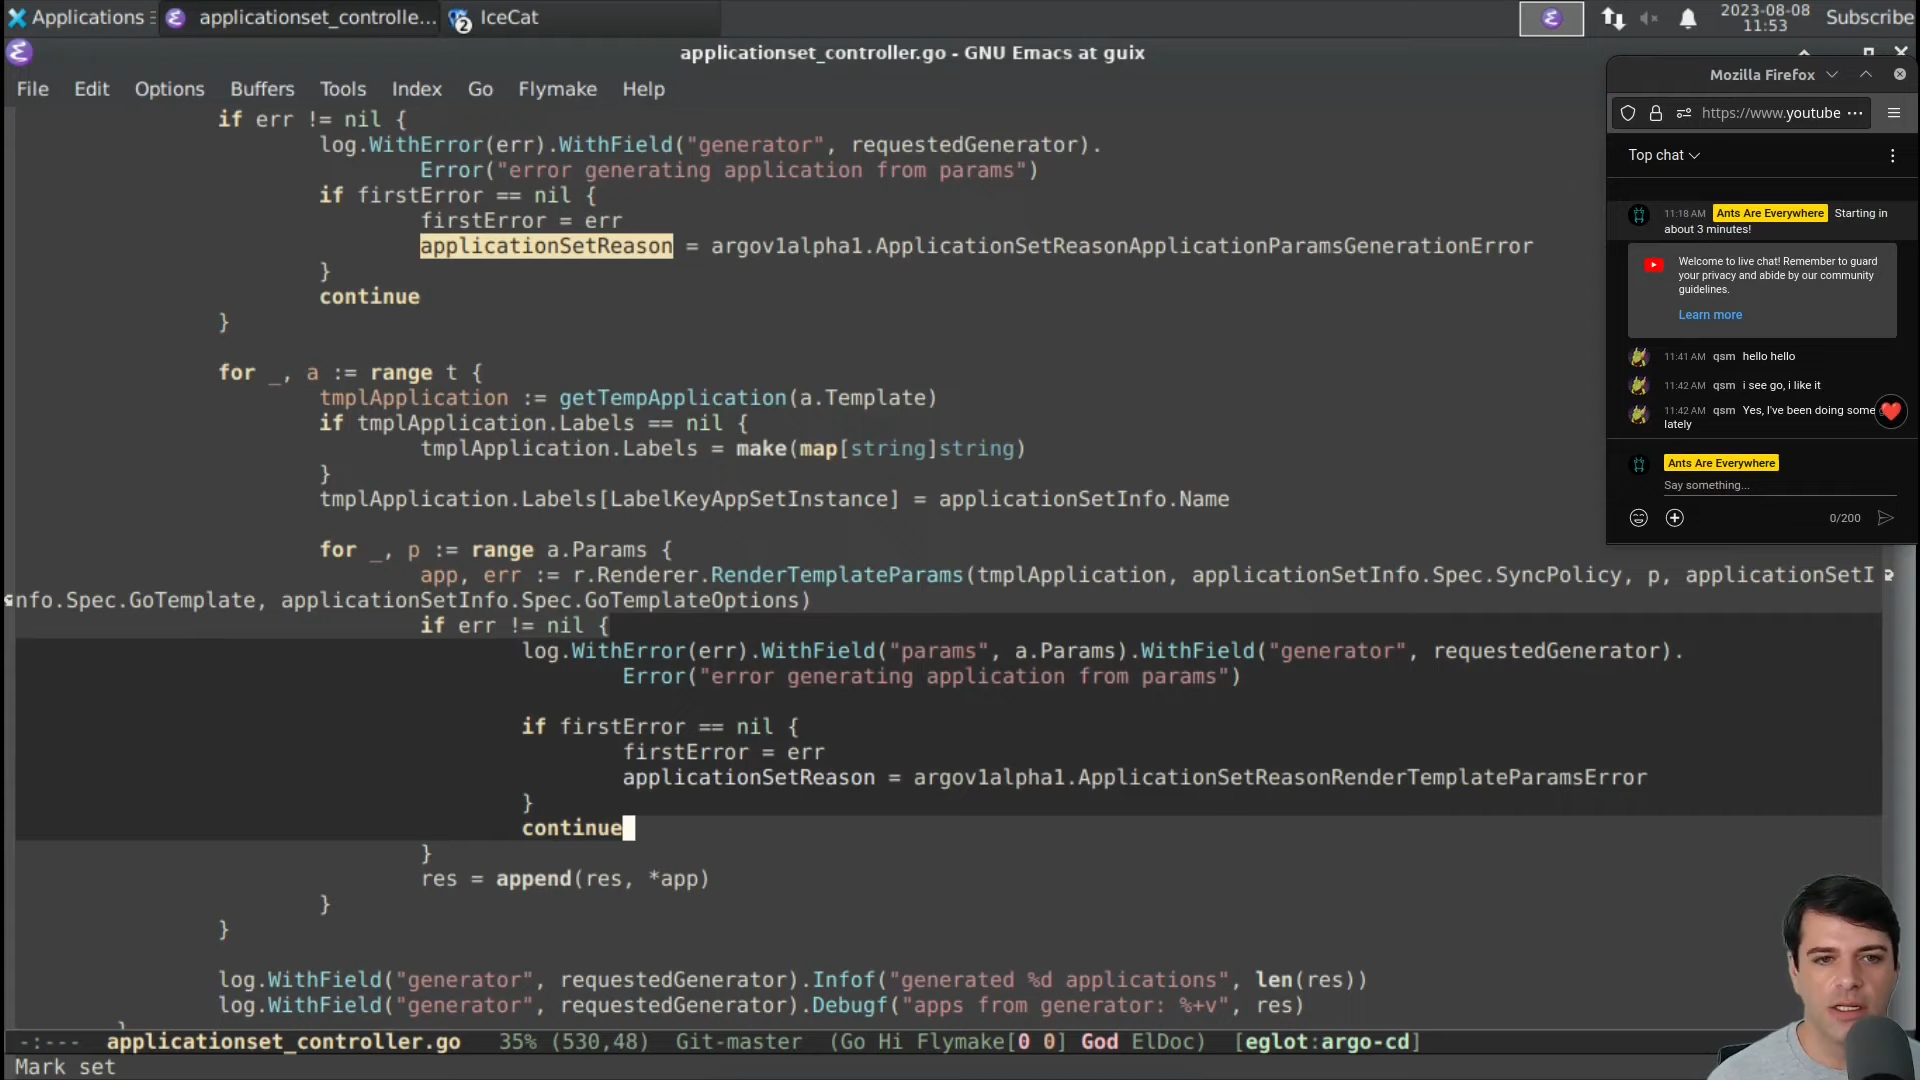 Applications
applicationset_controlle...
2
IceCat
2023-08-08
11:53
Subscribe
applicationset_controller.go - GNU Emacs at guix
File Edit Options Buffers Tools Index Go Flymake Help
if err != nil {
log.WithError(err).WithField("generator", requestedGenerator).
Error("error generating application from params")
if firstError == nil {
firstError = err
applicationSetReason = argov1alpha1.ApplicationSetReasonApplicationParamsGenerationError
}
continue
}
for _, a := range t {
tmplApplication := getTempApplication(a.Template)
if tmplApplication.Labels == nil {
tmplApplication.Labels = make(map[string]string)
}
tmplApplication.Labels[LabelKeyAppSetInstance] = applicationSetInfo.Name
for _, p := range a.Params {
app, err := r.Renderer.RenderTemplateParams(tmplApplication, applicationSetInfo.Spec.SyncPolicy, p, applicationSetI
nfo.Spec.GoTemplate, applicationSetInfo.Spec.GoTemplateOptions)
if err != nil {
log.WithError(err).WithField("params", a.Params).WithField("generator", requestedGenerator).
Error("error generating application from params")
if firstError == nil {
firstError = err
applicationSetReason = argov1alpha1.ApplicationSetReasonRenderTemplateParamsError
}
continue
}
res = append(res, *app)
}
}
log.WithField("generator", requestedGenerator).Infof("generated %d applications", len(res))
log.WithField("generator", requestedGenerator).Debugf("apps from generator: %+v", res)
-:--- applicationset_controller.go 35% (530,48) Git-master (Go Hi Flymake[0 0] God ElDoc) [eglot:argo-cd]
Mark set
Mozilla Firefox
https://www.youtube
Top chat
11:18 AM Ants Are Everywhere Starting in
about 3 minutes!
Welcome to live chat! Remember to guard
your privacy and abide by our community
guidelines.
Learn more
11:41 AM qsm hello hello
11:42 AM qsm i see go, i like it
11:42 AM qsm Yes, I've been doing some
lately
Ants Are Everywhere
Say something...
0/200